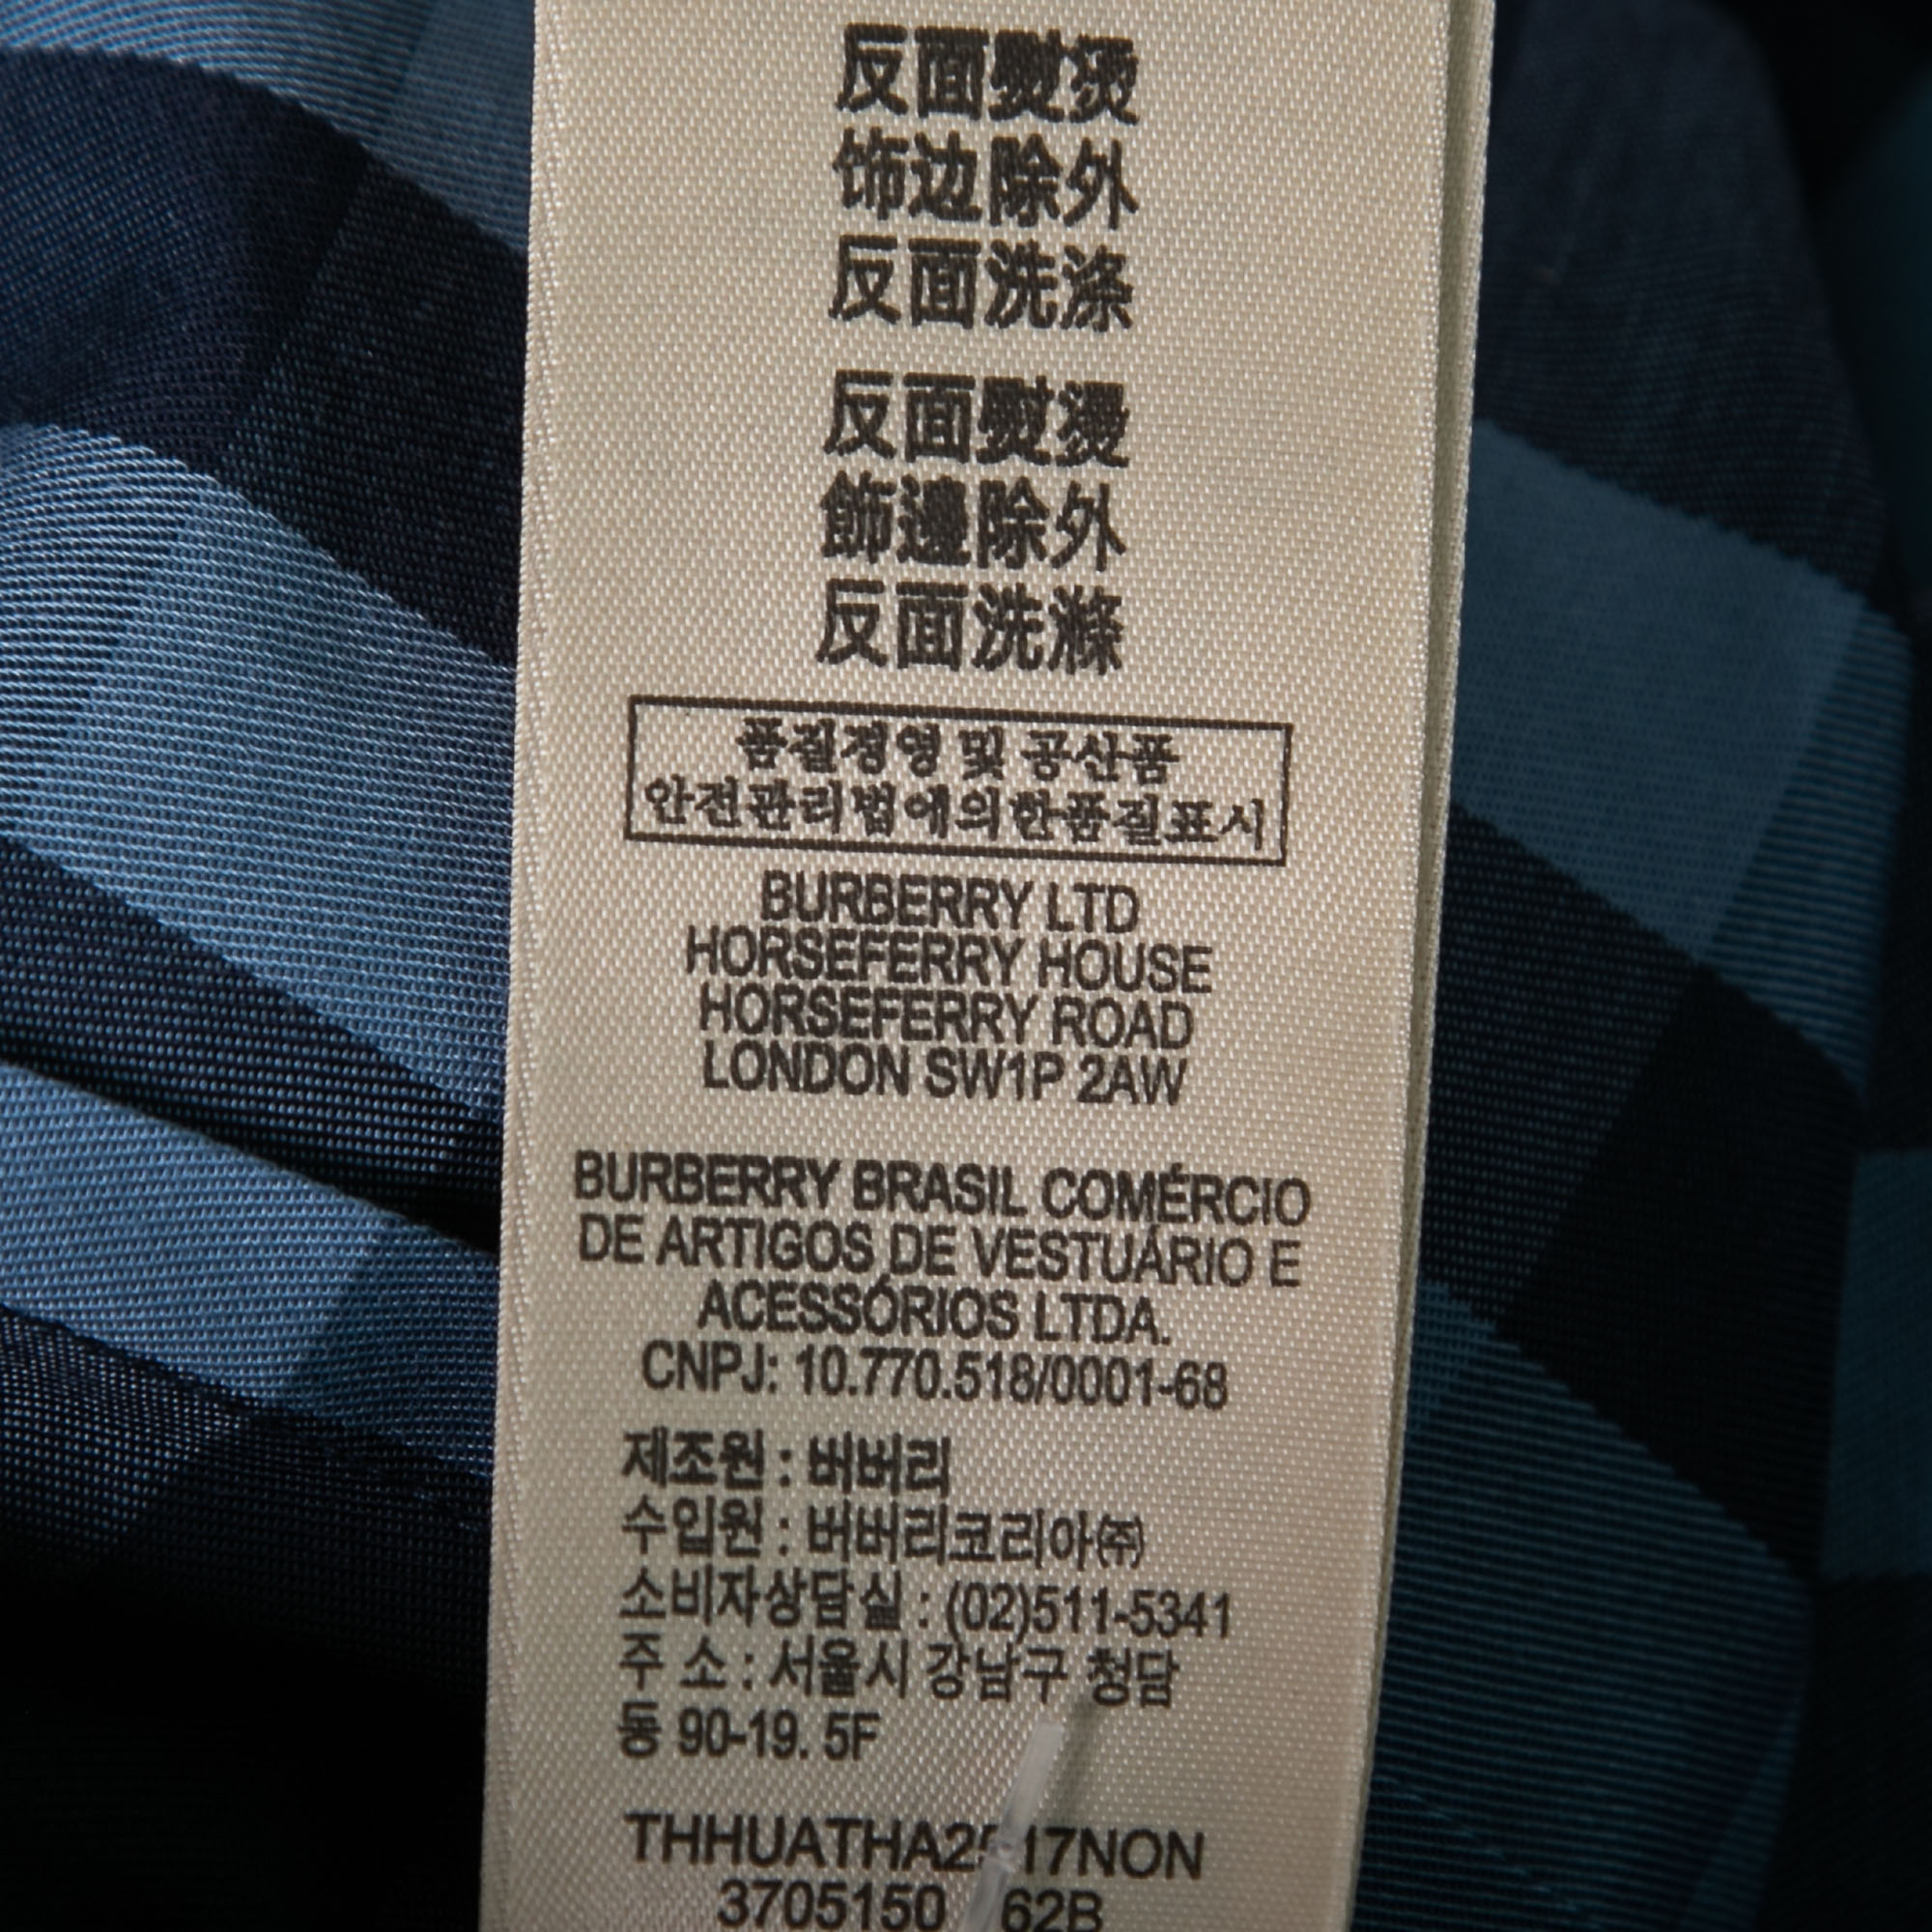 反面熨烫
饰边除外
反面洗涤
反面熨燙
飾邊除外
反面洗滌
품질경영 및 공산품
안전관리법에의한품질표시
BURBERRY LTD
HORSEFERRY HOUSE
HORSEFERRY ROAD
LONDON SW1P 2AW
BURBERRY BRASIL COMÉRCIO
DE ARTIGOS DE VESTUÁRIO E
ACESSÓRIOS LTDA.
CNPJ: 10.770.518/0001-68
제조원 : 버버리
수입원 : 버버리코리아㈜
소비자상담실 : (02)511-5341
주 소 : 서울시 강남구 청담
동 90-19. 5F
3705150 62B